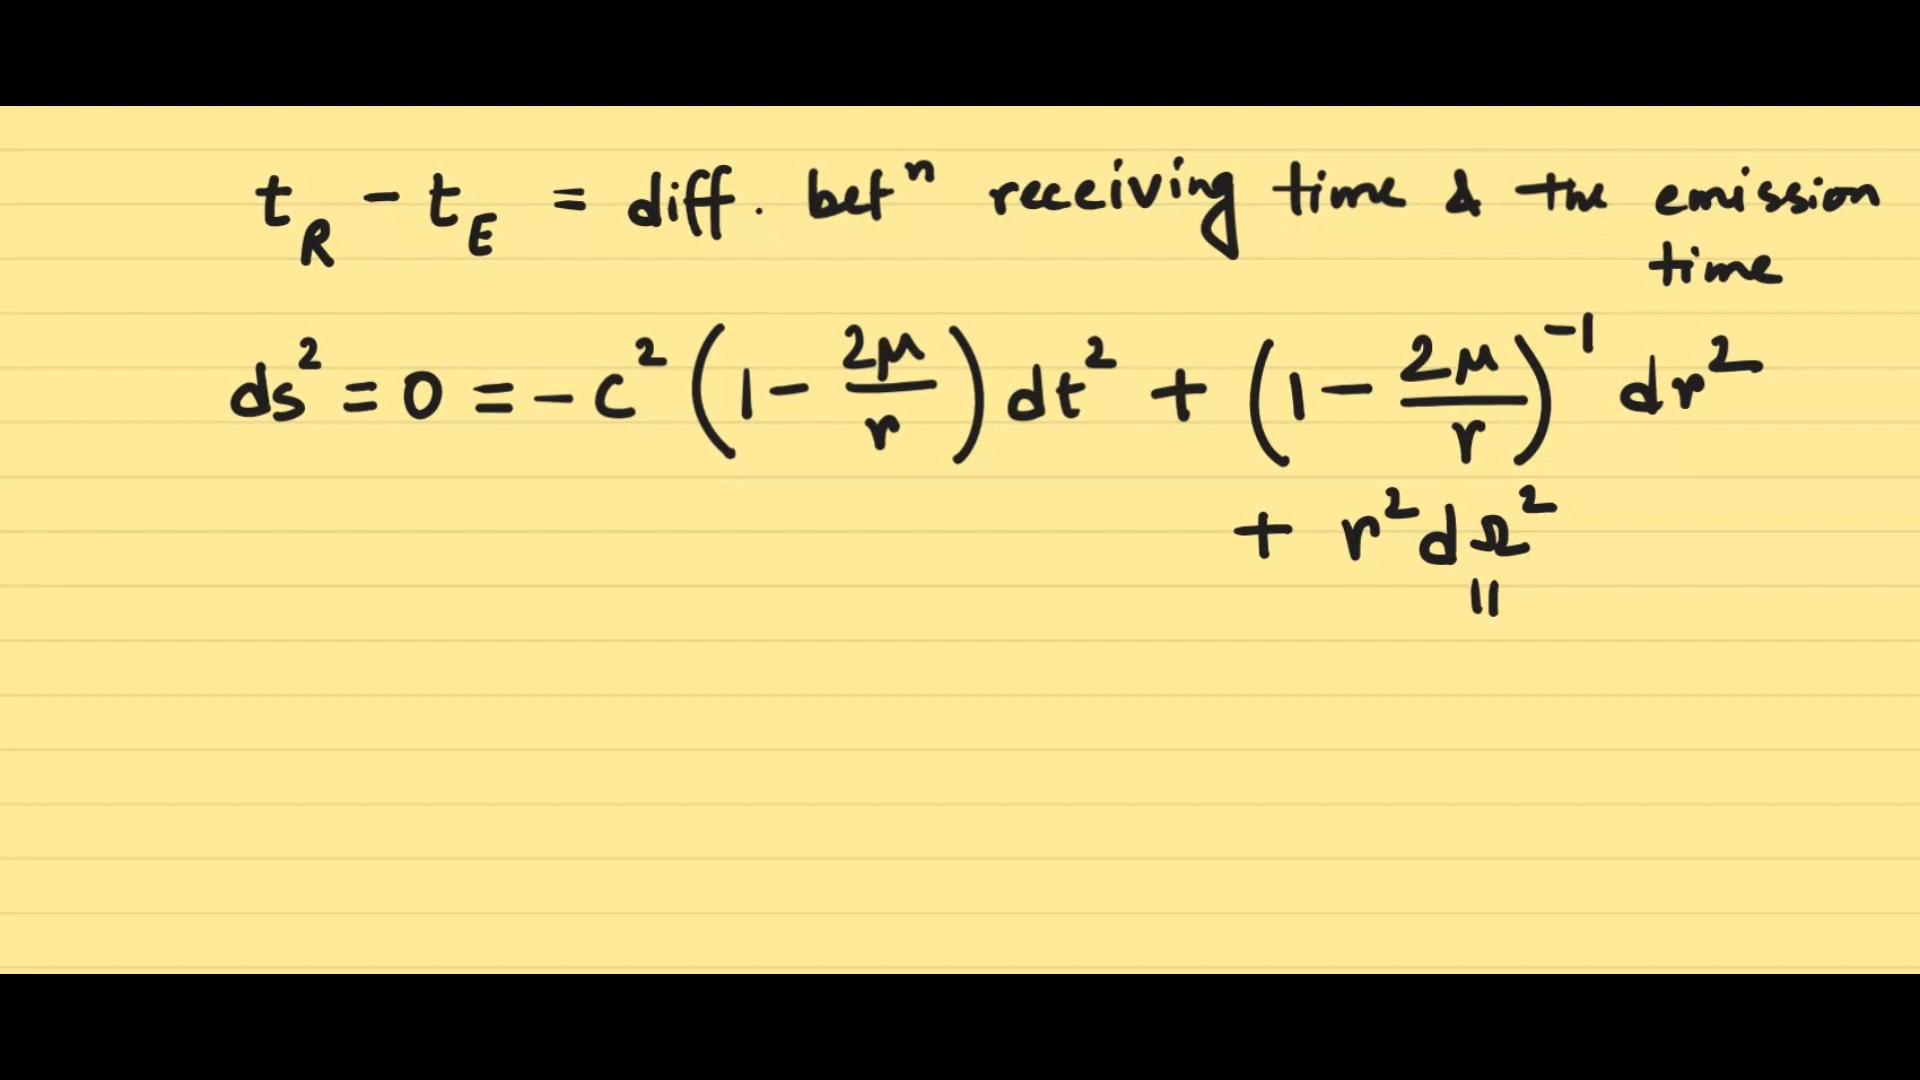 t_R - t_E = diff. betⁿ receiving time & the emission
time
ds² = 0 = - c² (1 - 2μ/r) dt² + (1 - 2μ/r)⁻¹ dr²
+ r² dΩ²
||